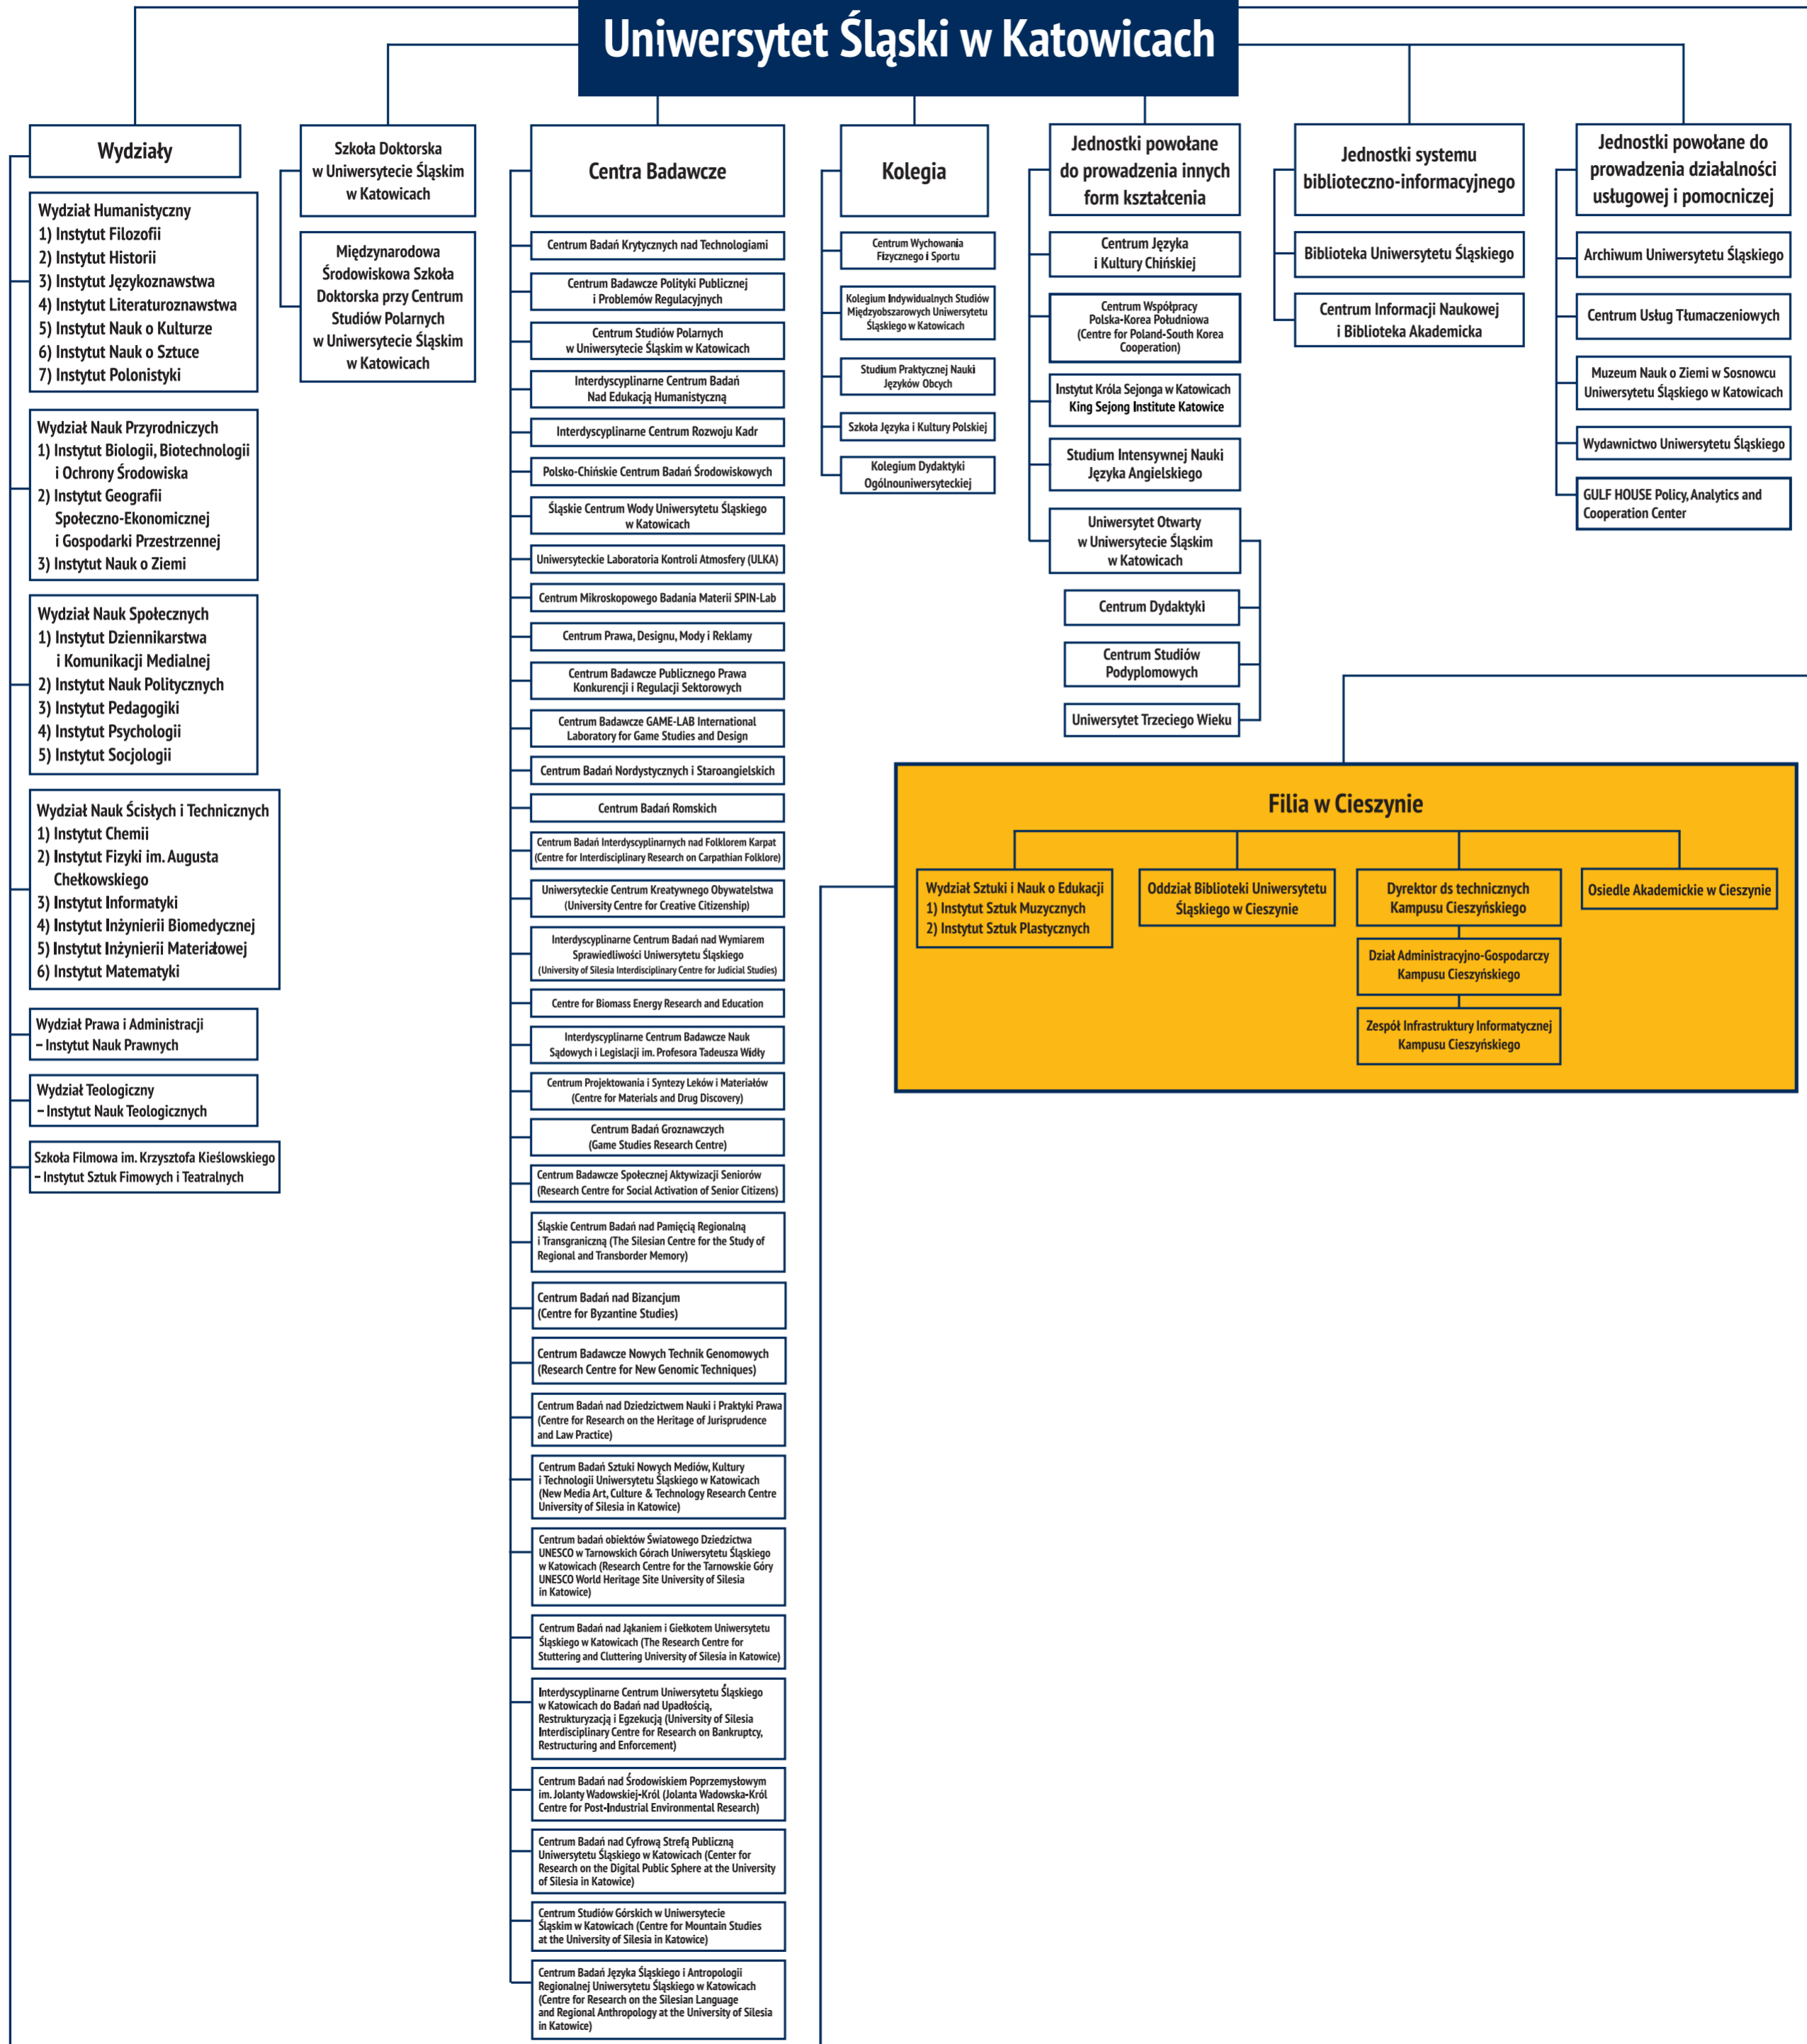 Uniwersytet Śląski w Katowicach
Wydziały
Wydział Humanistyczny
1) Instytut Filozofii
2) Instytut Historii
3) Instytut Językoznawstwa
4) Instytut Literaturoznawstwa
5) Instytut Nauk o Kulturze
6) Instytut Nauk o Sztuce
7) Instytut Polonistyki
Wydział Nauk Przyrodniczych
1) Instytut Biologii, Biotechnologii
i Ochrony Środowiska
2) Instytut Geografii
Społeczno-Ekonomicznej
i Gospodarki Przestrzennej
3) Instytut Nauk o Ziemi
Wydział Nauk Społecznych
1) Instytut Dziennikarstwa
i Komunikacji Medialnej
2) Instytut Nauk Politycznych
3) Instytut Pedagogiki
4) Instytut Psychologii
5) Instytut Socjologii
Wydział Nauk Ścisłych i Technicznych
1) Instytut Chemii
2) Instytut Fizyki im. Augusta
Chełkowskiego
3) Instytut Informatyki
4) Instytut Inżynierii Biomedycznej
5) Instytut Inżynierii Materiałowej
6) Instytut Matematyki
Wydział Prawa i Administracji
– Instytut Nauk Prawnych
Wydział Teologiczny
– Instytut Nauk Teologicznych
Szkoła Filmowa im. Krzysztofa Kieślowskiego
– Instytut Sztuk Fimowych i Teatralnych
Szkoła Doktorska
w Uniwersytecie Śląskim
w Katowicach
Międzynarodowa
Środowiskowa Szkoła
Doktorska przy Centrum
Studiów Polarnych
w Uniwersytecie Śląskim
w Katowicach
Centra Badawcze
Centrum Badań Krytycznych nad Technologiami
Centrum Badawcze Polityki Publicznej
i Problemów Regulacyjnych
Centrum Studiów Polarnych
w Uniwersytecie Śląskim w Katowicach
Interdyscyplinarne Centrum Badań
Nad Edukacją Humanistyczną
Interdyscyplinarne Centrum Rozwoju Kadr
Polsko-Chińskie Centrum Badań Środowiskowych
Śląskie Centrum Wody Uniwersytetu Śląskiego
w Katowicach
Uniwersyteckie Laboratoria Kontroli Atmosfery (ULKA)
Centrum Mikroskopowego Badania Materii SPIN-Lab
Centrum Prawa, Designu, Mody i Reklamy
Centrum Badawcze Publicznego Prawa
Konkurencji i Regulacji Sektorowych
Centrum Badawcze GAME-LAB International
Laboratory for Game Studies and Design
Centrum Badań Nordystycznych i Staroangielskich
Centrum Badań Romskich
Centrum Badań Interdyscyplinarnych nad Folklorem Karpat
(Centre for Interdisciplinary Research on Carpathian Folklore)
Uniwersyteckie Centrum Kreatywnego Obywatelstwa
(University Centre for Creative Citizenship)
Interdyscyplinarne Centrum Badań nad Wymiarem
Sprawiedliwości Uniwersytetu Śląskiego
(University of Silesia Interdisciplinary Centre for Judicial Studies)
Centre for Biomass Energy Research and Education
Interdyscyplinarne Centrum Badawcze Nauk
Sądowych i Legislacji im. Profesora Tadeusza Widły
Centrum Projektowania i Syntezy Leków i Materiałów
(Centre for Materials and Drug Discovery)
Centrum Badań Groznawczych
(Game Studies Research Centre)
Centrum Badawcze Społecznej Aktywizacji Seniorów
(Research Centre for Social Activation of Senior Citizens)
Śląskie Centrum Badań nad Pamięcią Regionalną
i Transgraniczną (The Silesian Centre for the Study of
Regional and Transborder Memory)
Centrum Badań nad Bizancjum
(Centre for Byzantine Studies)
Centrum Badawcze Nowych Technik Genomowych
(Research Centre for New Genomic Techniques)
Centrum Badań nad Dziedzictwem Nauki i Praktyki Prawa
(Centre for Research on the Heritage of Jurisprudence
and Law Practice)
Centrum Badań Sztuki Nowych Mediów, Kultury
i Technologii Uniwersytetu Śląskiego w Katowicach
(New Media Art, Culture & Technology Research Centre
University of Silesia in Katowice)
Centrum badań obiektów Światowego Dziedzictwa
UNESCO w Tarnowskich Górach Uniwersytetu Śląskiego
w Katowicach (Research Centre for the Tarnowskie Góry
UNESCO World Heritage Site University of Silesia
in Katowice)
Centrum Badań nad Jąkaniem i Giełkotem Uniwersytetu
Śląskiego w Katowicach (The Research Centre for
Stuttering and Cluttering University of Silesia in Katowice)
Interdyscyplinarne Centrum Uniwersytetu Śląskiego
w Katowicach do Badań nad Upadłością,
Restrukturyzacją i Egzekucją (University of Silesia
Interdisciplinary Centre for Research on Bankruptcy,
Restructuring and Enforcement)
Centrum Badań nad Środowiskiem Poprzemysłowym
im. Jolanty Wadowskiej-Król (Jolanta Wadowska-Król
Centre for Post-Industrial Environmental Research)
Centrum Badań nad Cyfrową Strefą Publiczną
Uniwersytetu Śląskiego w Katowicach (Center for
Research on the Digital Public Sphere at the University
of Silesia in Katowice)
Centrum Studiów Górskich w Uniwersytecie
Śląskim w Katowicach (Centre for Mountain Studies
at the University of Silesia in Katowice)
Centrum Badań Języka Śląskiego i Antropologii
Regionalnej Uniwersytetu Śląskiego w Katowicach
(Centre for Research on the Silesian Language
and Regional Anthropology at the University of Silesia
in Katowice)
Kolegia
Centrum Wychowania
Fizycznego i Sportu
Kolegium Indywidualnych Studiów
Międzyobszarowych Uniwersytetu
Śląskiego w Katowicach
Studium Praktycznej Nauki
Języków Obcych
Szkoła Języka i Kultury Polskiej
Kolegium Dydaktyki
Ogólnouniwersyteckiej
Jednostki powołane
do prowadzenia innych
form kształcenia
Centrum Języka
i Kultury Chińskiej
Centrum Współpracy
Polska-Korea Południowa
(Centre for Poland-South Korea
Cooperation)
Instytut Króla Sejonga w Katowicach
King Sejong Institute Katowice
Studium Intensywnej Nauki
Języka Angielskiego
Uniwersytet Otwarty
w Uniwersytecie Śląskim
w Katowicach
Centrum Dydaktyki
Centrum Studiów
Podyplomowych
Uniwersytet Trzeciego Wieku
Jednostki systemu
biblioteczno-informacyjnego
Biblioteka Uniwersytetu Śląskiego
Centrum Informacji Naukowej
i Biblioteka Akademicka
Jednostki powołane do
prowadzenia działalności
usługowej i pomocniczej
Archiwum Uniwersytetu Śląskiego
Centrum Usług Tłumaczeniowych
Muzeum Nauk o Ziemi w Sosnowcu
Uniwersytetu Śląskiego w Katowicach
Wydawnictwo Uniwersytetu Śląskiego
GULF HOUSE Policy, Analytics and
Cooperation Center
Filia w Cieszynie
Wydział Sztuki i Nauk o Edukacji
1) Instytut Sztuk Muzycznych
2) Instytut Sztuk Plastycznych
Oddział Biblioteki Uniwersytetu
Śląskiego w Cieszynie
Dyrektor ds technicznych
Kampusu Cieszyńskiego
Dział Administracyjno-Gospodarczy
Kampusu Cieszyńskiego
Zespół Infrastruktury Informatycznej
Kampusu Cieszyńskiego
Osiedle Akademickie w Cieszynie